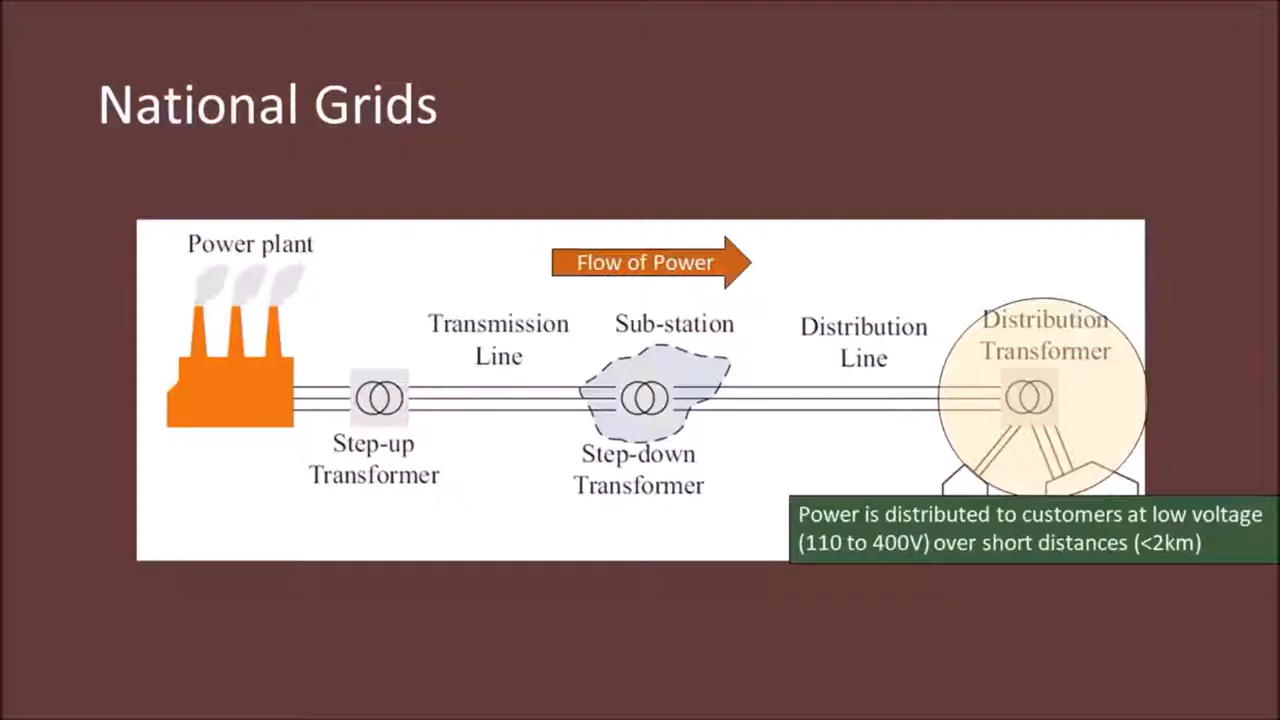 National Grids
Power plant
Flow of Power
Transmission
Line
Sub-station
Distribution
Line
Distribution
Transformer
Step-up
Transformer
Step-down
Transformer
Power is distributed to customers at low voltage
(110 to 400V) over short distances (<2km)